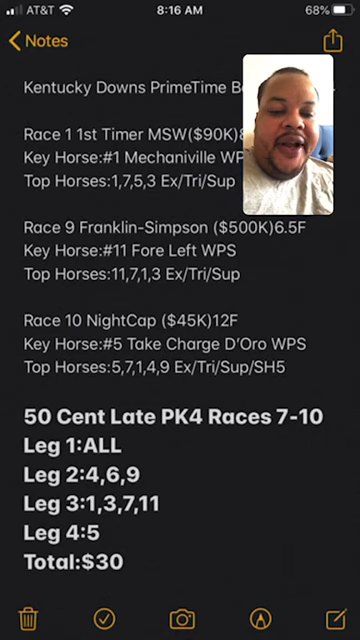 AT&T 8:16 AM 68%
Notes
Kentucky Downs PrimeTime
Race 1 1st Timer MSW($90K)
Key Horse:#1 Mechaniville
Top Horses:1,7,5,3 Ex/Tri/Sup
Race 9 Franklin-Simpson ($500K)6.5F
Key Horse:#11 Fore Left WPS
Top Horses:11,7,1,3 Ex/Tri/Sup
Race 10 NightCap ($45K)12F
Key Horse:#5 Take Charge D'Oro WPS
Top Horses:5,7,1,4,9 Ex/Tri/Sup/SH5
50 Cent Late PK4 Races 7-10
Leg 1:ALL
Leg 2:4,6,9
Leg 3:1,3,7,11
Leg 4:5
Total:$30